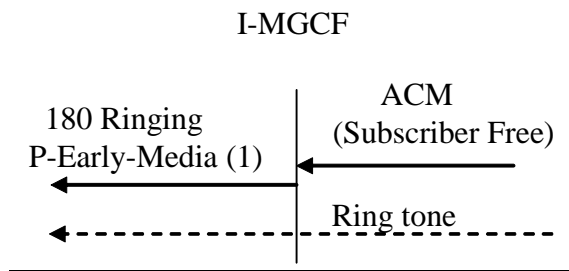 I-MGCF
ACM
(Subscriber Free)
180 Ringing
P-Early-Media (1)
Ring tone